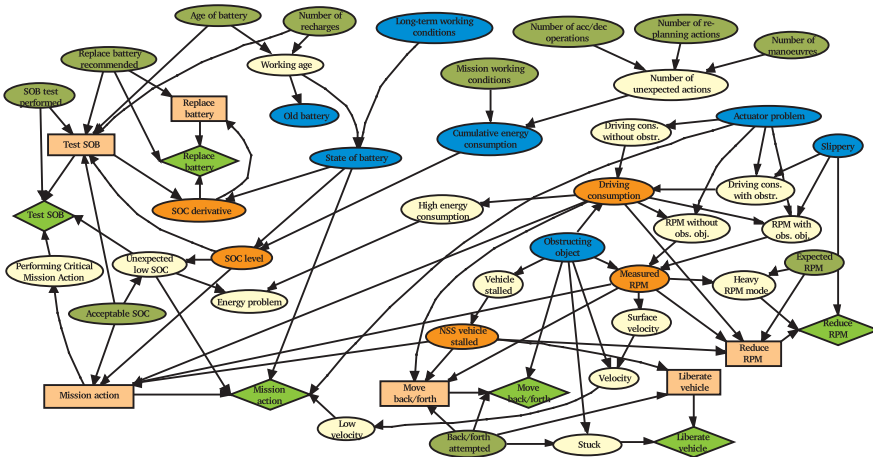 Age of battery
Number of
recharges
Long-term working
conditions
Number of acc/dec
operations
Number of re-
planning actions
Number of
manoeuvres
Replace battery
recommended
Working age
Mission working
conditions
Number of
unexpected actions
SOB test
performed
Replace
battery
Old battery
Cumulative energy
consumption
Driving cons.
without obstr.
Actuator problem
Slippery
Test SOB
Replace
battery
State of battery
Driving
consumption
Driving cons.
with obstr.
Test SOB
SOC derivative
High energy
consumption
RPM without
obs. obj.
RPM with
obs. obj.
Obstructing
object
Performing Critical
Mission Action
Unexpected
low SOC
SOC level
Vehicle
stalled
Measured
RPM
Heavy
RPM mode
Expected
RPM
Energy problem
Acceptable SOC
NSS vehicle
stalled
Surface
velocity
Reduce
RPM
Reduce
RPM
Mission action
Mission
action
Move
back/forth
Move
back/forth
Velocity
Liberate
vehicle
Low
velocity
Back/forth
attempted
Stuck
Liberate
vehicle